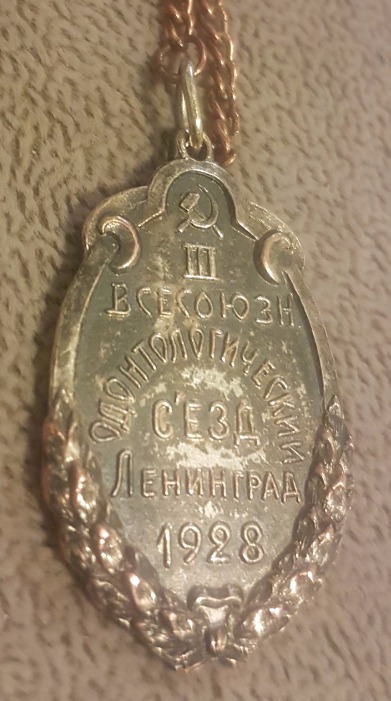 III
ВСЕСОЮЗН.
ОДОНТОЛОГИЧЕСКИЙ
С'ЕЗД
ЛЕНИНГРАД
1928